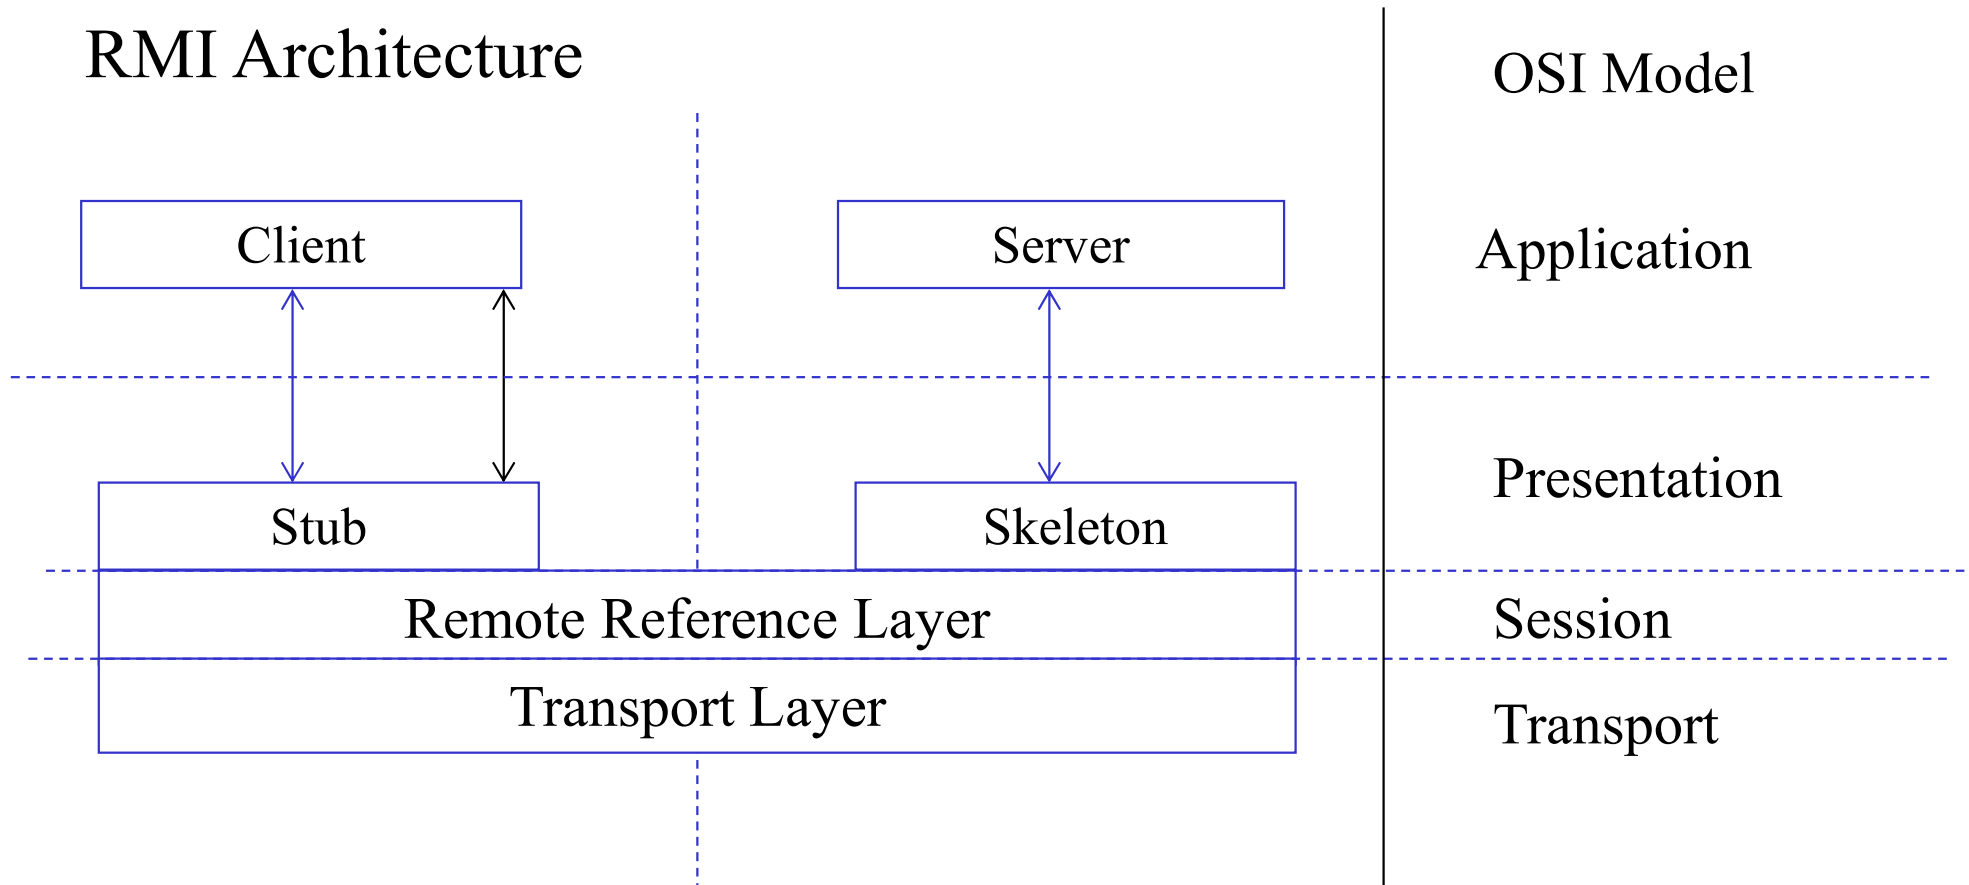 RMI Architecture
OSI Model
Client
Server
Application
Stub
Skeleton
Presentation
Remote Reference Layer
Session
Transport Layer
Transport